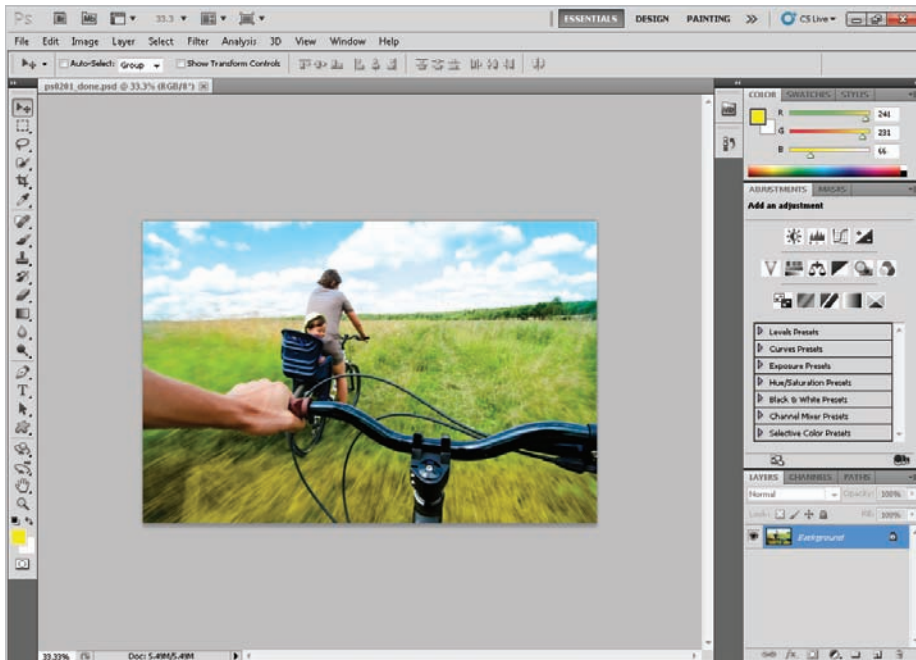 Ps Br Mb 33.3 ESSENTIALS DESIGN PAINTING CS Live
File Edit Image Layer Select Filter Analysis 3D View Window Help
Auto-Select: Group Show Transform Controls
ps0201_done.psd @ 33.3% (RGB/8*)
COLOR SWATCHES STYLES
R 241
G 231
B 66
ADJUSTMENTS MASKS
Add an adjustment
Levels Presets
Curves Presets
Exposure Presets
Hue/Saturation Presets
Black & White Presets
Channel Mixer Presets
Selective Color Presets
LAYERS CHANNELS PATHS
Normal Opacity: 100%
Lock: Fill: 100%
Background
33.33% Doc: 5.49M/5.49M